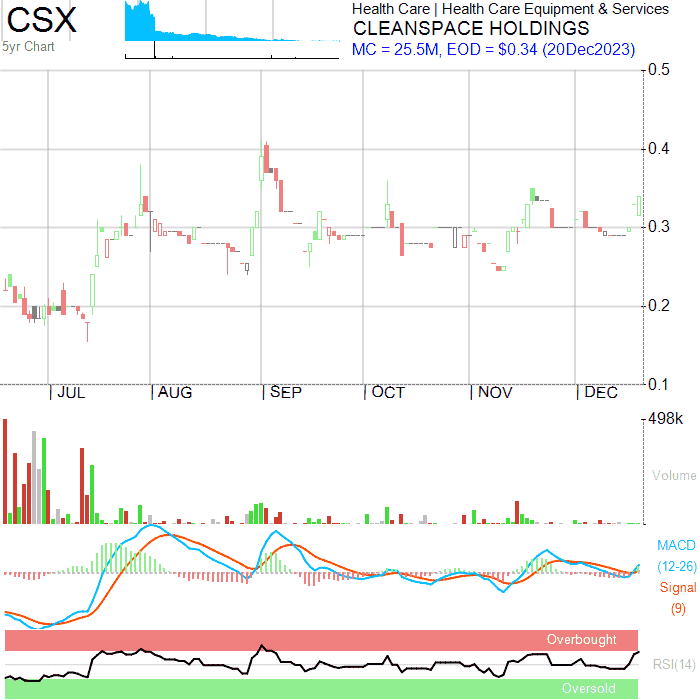 CSX
5yr Chart
Health Care | Health Care Equipment & Services
CLEANSPACE HOLDINGS
MC = 25.5M, EOD = $0.34 (20Dec2023)
0.5
0.4
0.3
0.2
0.1
JUL AUG SEP OCT NOV DEC
498k
Volume
MACD
(12-26)
Signal
(9)
Overbought
RSI(14)
Oversold